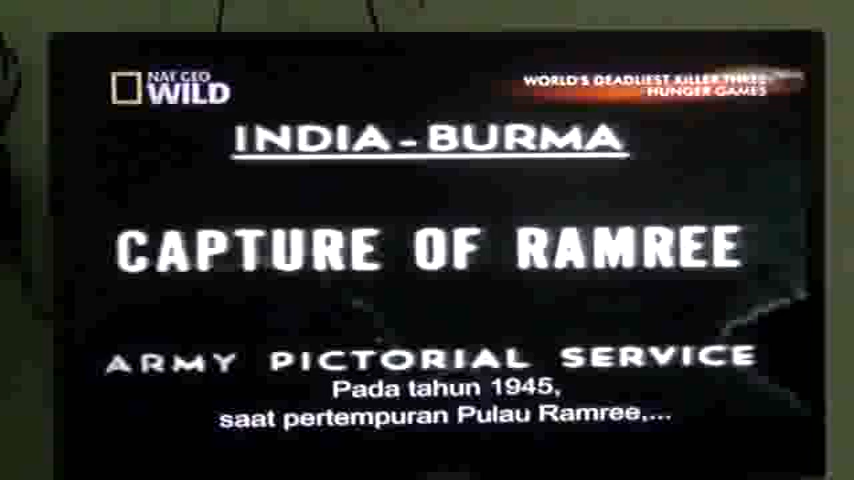 NAT GEO
WILD
WORLD'S DEADLIEST KILLER THREE
HUNGER GAMES
INDIA-BURMA
CAPTURE OF RAMREE
ARMY PICTORIAL SERVICE
Pada tahun 1945,
saat pertempuran Pulau Ramree,...